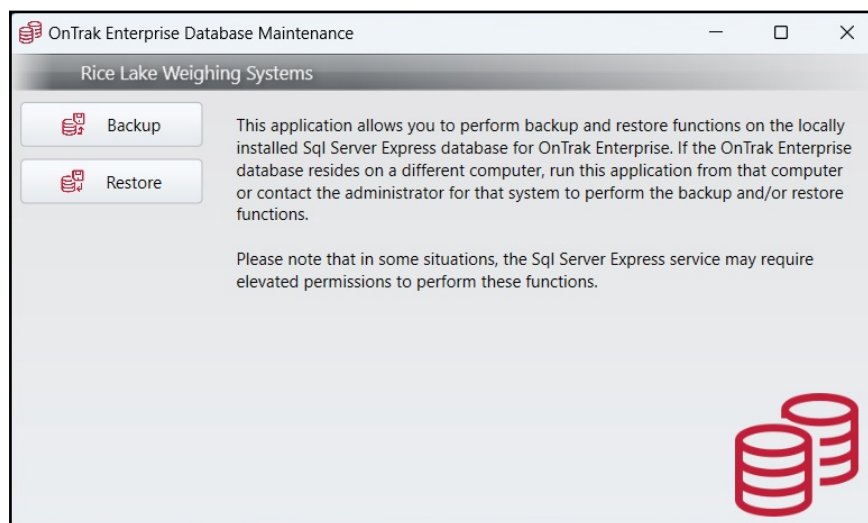 OnTrak Enterprise Database Maintenance
Rice Lake Weighing Systems
Backup
Restore
This application allows you to perform backup and restore functions on the locally
installed Sql Server Express database for OnTrak Enterprise. If the OnTrak Enterprise
database resides on a different computer, run this application from that computer
or contact the administrator for that system to perform the backup and/or restore
functions.
Please note that in some situations, the Sql Server Express service may require
elevated permissions to perform these functions.